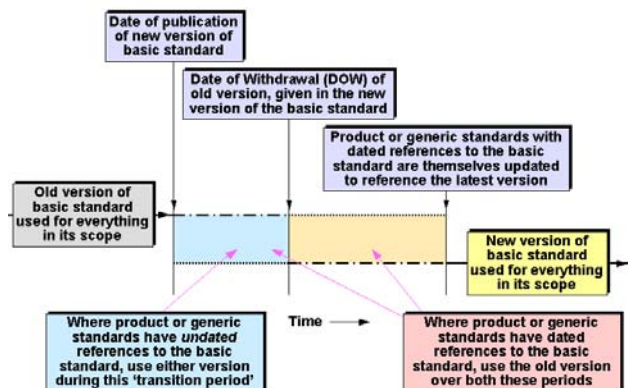 Date of publication
of new version of
basic standard
Date of Withdrawal (DOW) of
old version, given in the new
version of the basic standard
Product or generic standards with
dated references to the basic
standard are themselves updated
to reference the latest version
Old version of
basic standard
used for everything
in its scope
New version of
basic standard
used for everything
in its scope
Time
Where product or generic
standards have undated
references to the basic
standard, use either version
during this ‘transition period’
Where product or generic
standards have dated
references to the basic
standard, use the old version
over both these periods